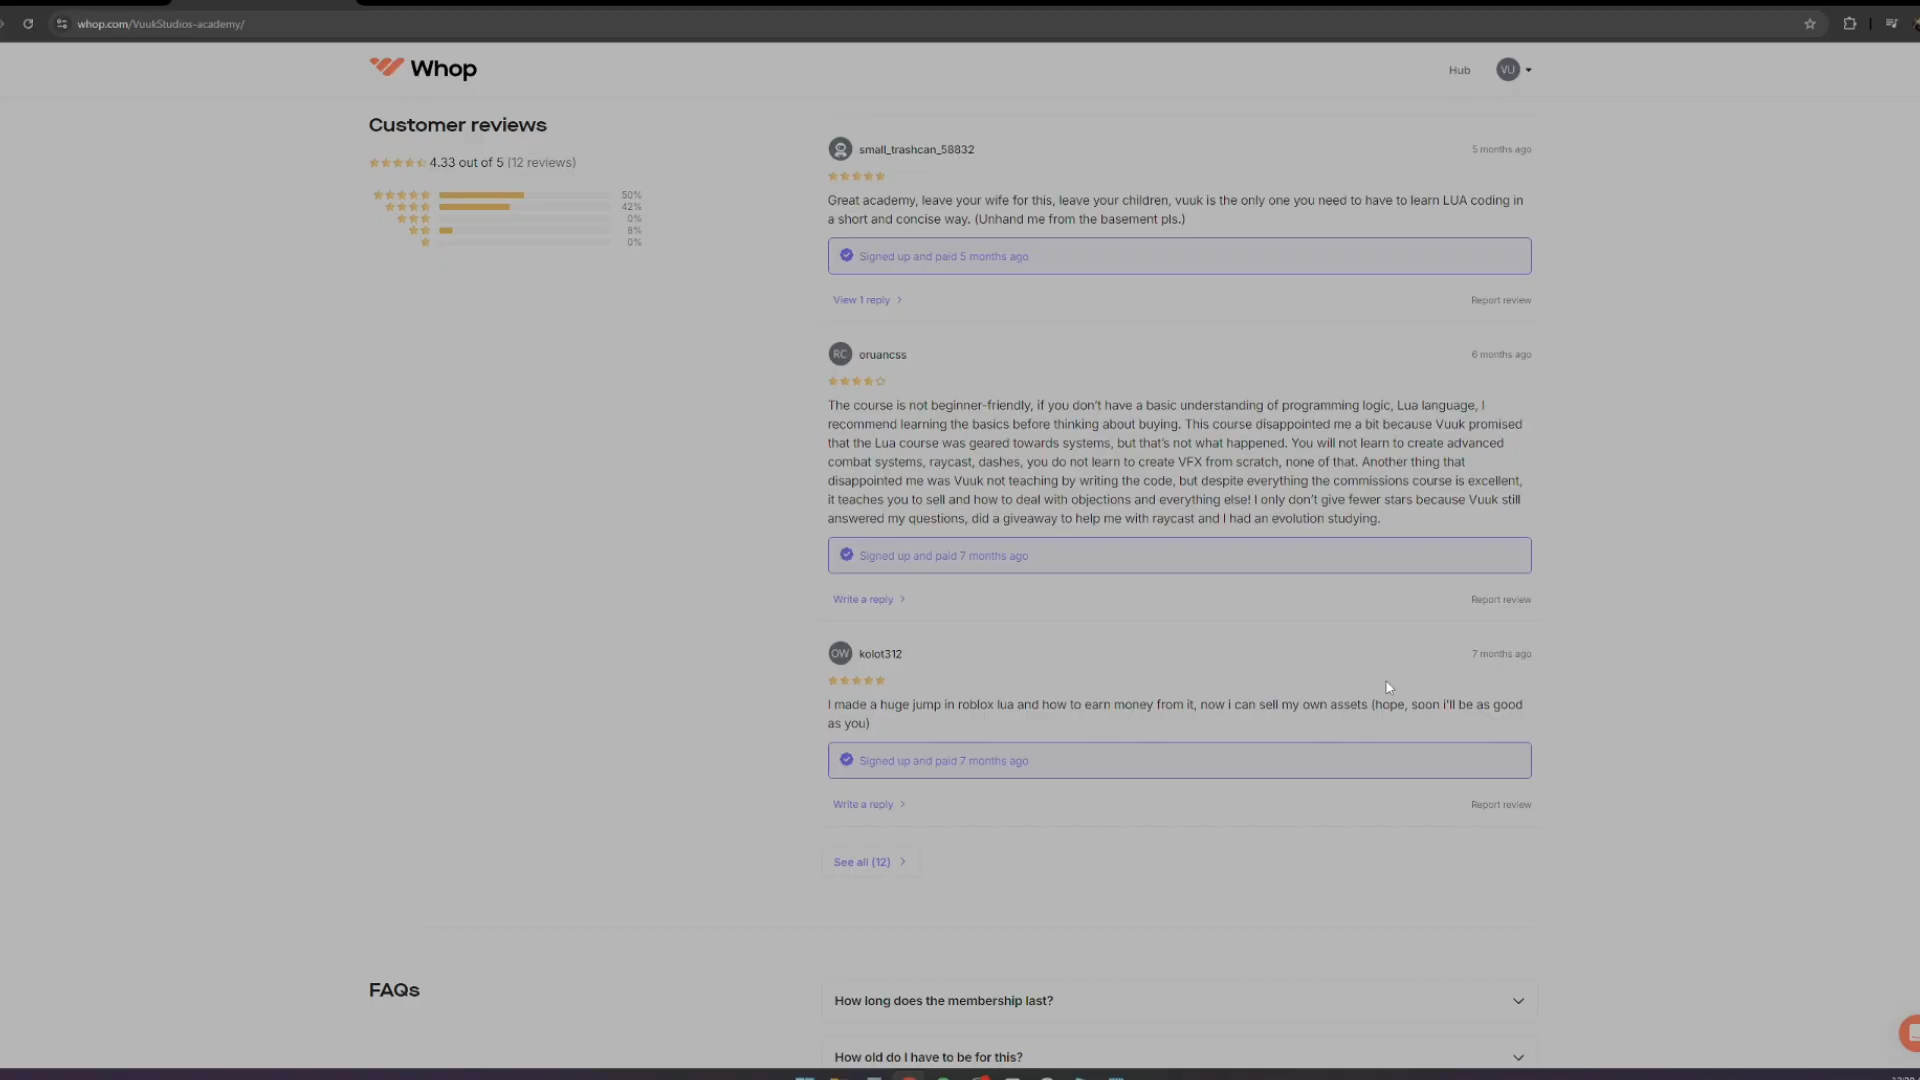 whop.com/VuukStudios-academy/
Whop
Hub
VU
Customer reviews
4.33 out of 5 (12 reviews)
50%
42%
0%
8%
0%
small_trashcan_58832
5 months ago
Great academy, leave your wife for this, leave your children, vuuk is the only one you need to have to learn LUA coding in
a short and concise way. (Unhand me from the basement pls.)
Signed up and paid 5 months ago
View 1 reply
Report review
RC
oruancss
6 months ago
The course is not beginner-friendly, if you don't have a basic understanding of programming logic, Lua language, I
recommend learning the basics before thinking about buying. This course disappointed me a bit because Vuuk promised
that the Lua course was geared towards systems, but that's not what happened. You will not learn to create advanced
combat systems, raycast, dashes, you do not learn to create VFX from scratch, none of that. Another thing that
disappointed me was Vuuk not teaching by writing the code, but despite everything the commissions course is excellent,
it teaches you to sell and how to deal with objections and everything else! I only don't give fewer stars because Vuuk still
answered my questions, did a giveaway to help me with raycast and I had an evolution studying.
Signed up and paid 7 months ago
Write a reply
Report review
OW
kolot312
7 months ago
I made a huge jump in roblox lua and how to earn money from it, now i can sell my own assets (hope, soon i'll be as good
as you)
Signed up and paid 7 months ago
Write a reply
Report review
See all (12)
FAQs
How long does the membership last?
How old do I have to be for this?